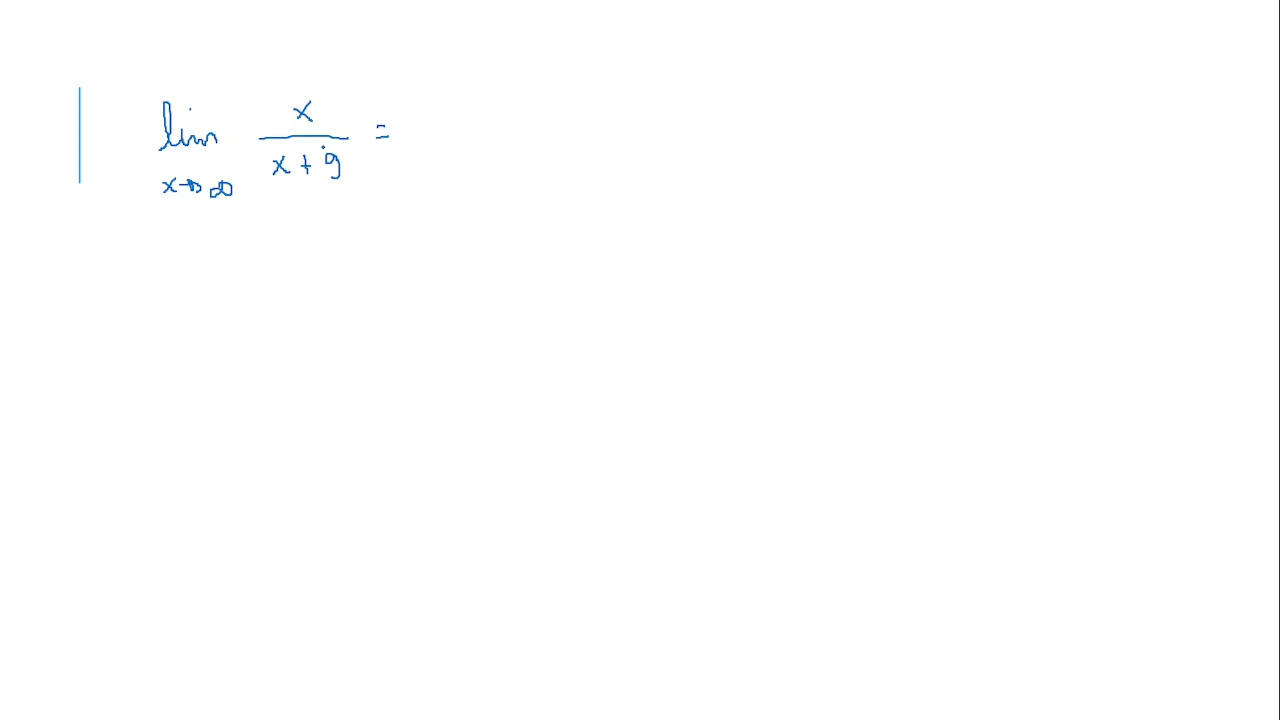 lim x→∞ x/(x+9) =